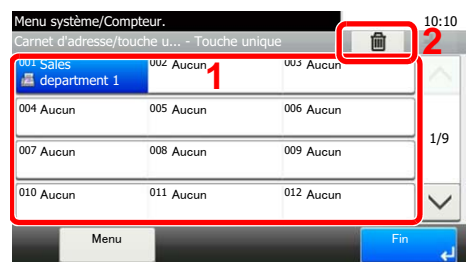 Menu système/Compteur. 10:10
Carnet d'adresse/touche u... - Touche unique 2
001 Sales 002 Aucun 003 Aucun
department 1 1
004 Aucun 005 Aucun 006 Aucun
1/9
007 Aucun 008 Aucun 009 Aucun
010 Aucun 011 Aucun 012 Aucun
Menu Fin